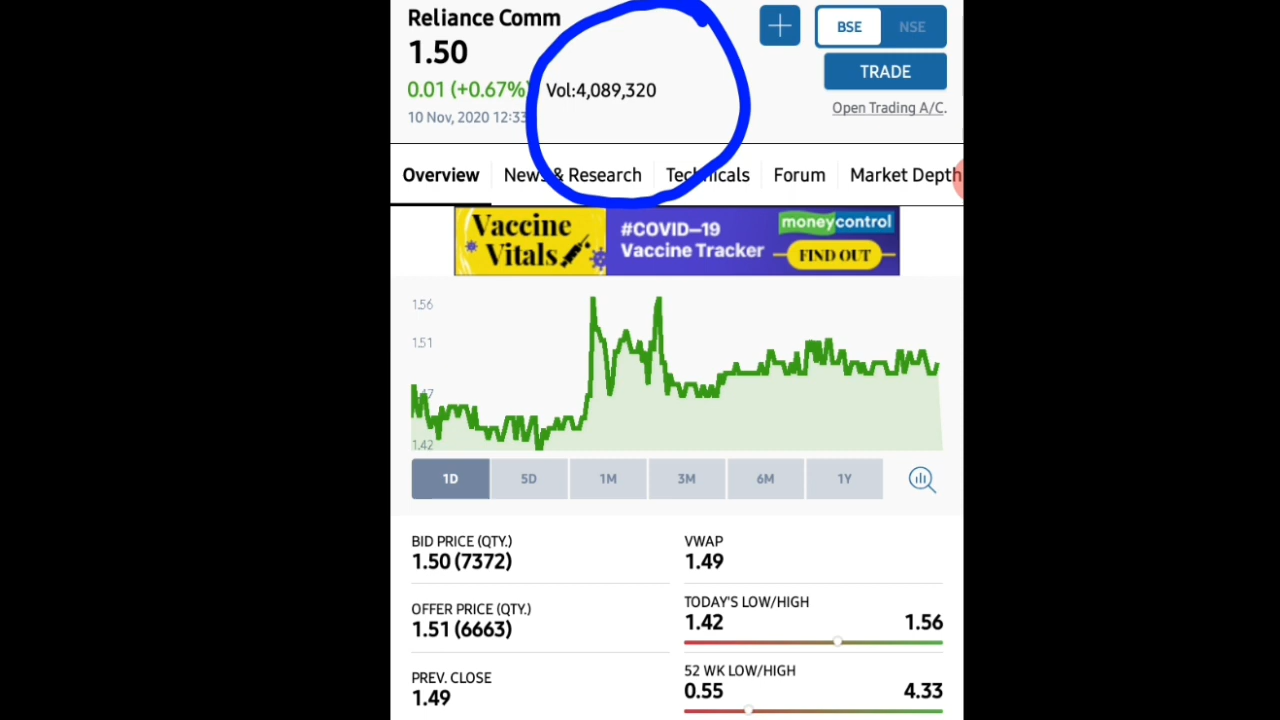 Reliance Comm
1.50
0.01 (+0.67%) Vol:4,089,320
10 Nov, 2020 12:33
BSE NSE
TRADE
Open Trading A/C.
Overview News & Research Technicals Forum Market Depth
Vaccine Vitals
#COVID-19
Vaccine Tracker
moneycontrol
FIND OUT
1.56
1.51
1.42
1D 5D 1M 3M 6M 1Y
BID PRICE (QTY.)
1.50 (7372)
VWAP
1.49
OFFER PRICE (QTY.)
1.51 (6663)
TODAY'S LOW/HIGH
1.42 1.56
PREV. CLOSE
1.49
52 WK LOW/HIGH
0.55 4.33